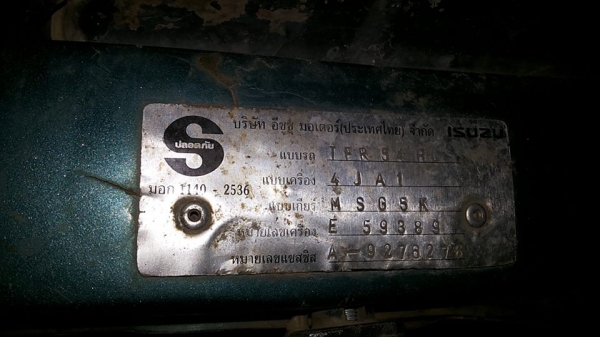 บริษัท อีซูซุ มอเตอร์(ประเทศไทย) จำกัด ISUZU
S
ปลอดภัย
แบบรถ
มอก 1140 - 2536
แบบเครื่อง 4JA1
แบบเกียร์ MSG5K
หมายเลขเครื่อง E 59389
หมายเลขแชสซีส